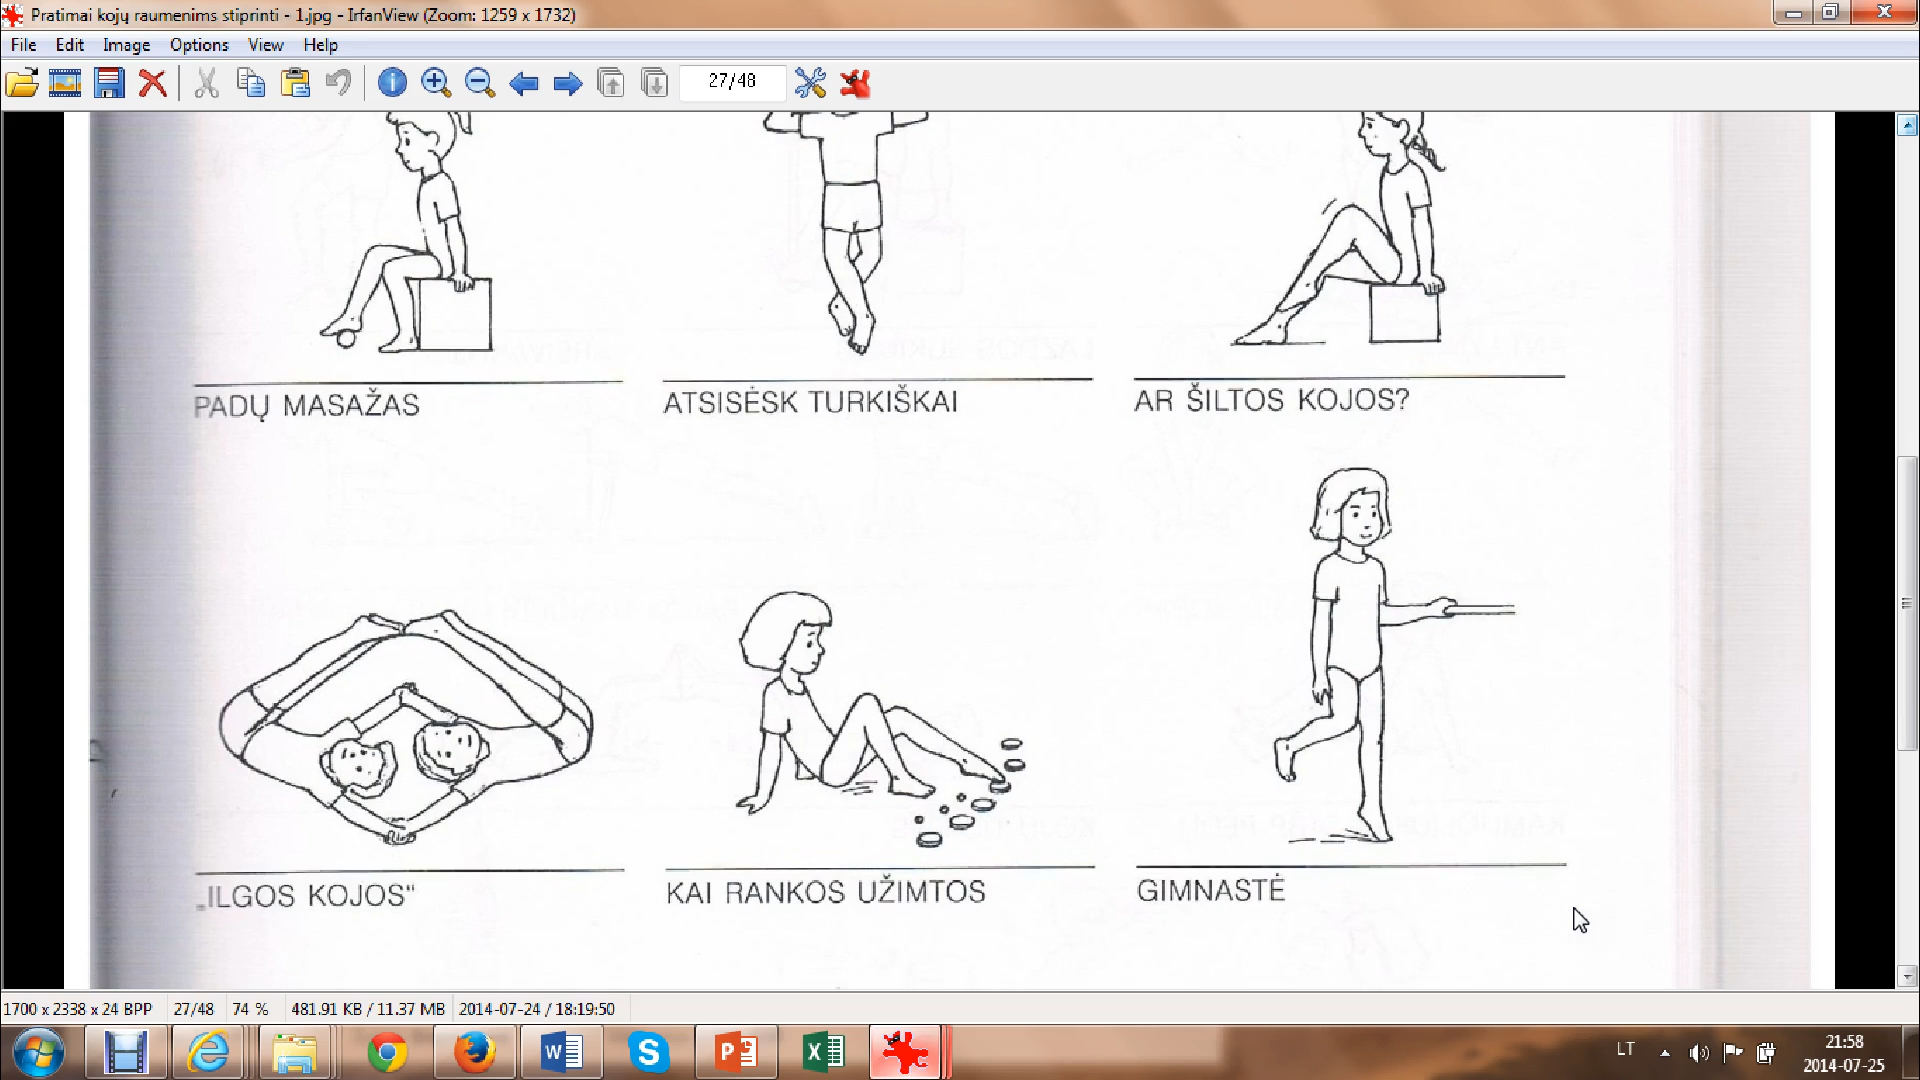 Pratimai kojų raumenims stiprinti - 1.jpg - IrfanView (Zoom: 1259 x 1732)
File Edit Image Options View Help
27/48
PADŲ MASAŽAS
ATSISĖSK TURKIŠKAI
AR ŠILTOS KOJOS?
„ILGOS KOJOS“
KAI RANKOS UŽIMTOS
GIMNASTĖ
1700 x 2338 x 24 BPP 27/48 74 % 481.91 KB / 11.37 MB 2014-07-24 / 18:19:50
LT
21:58
2014-07-25